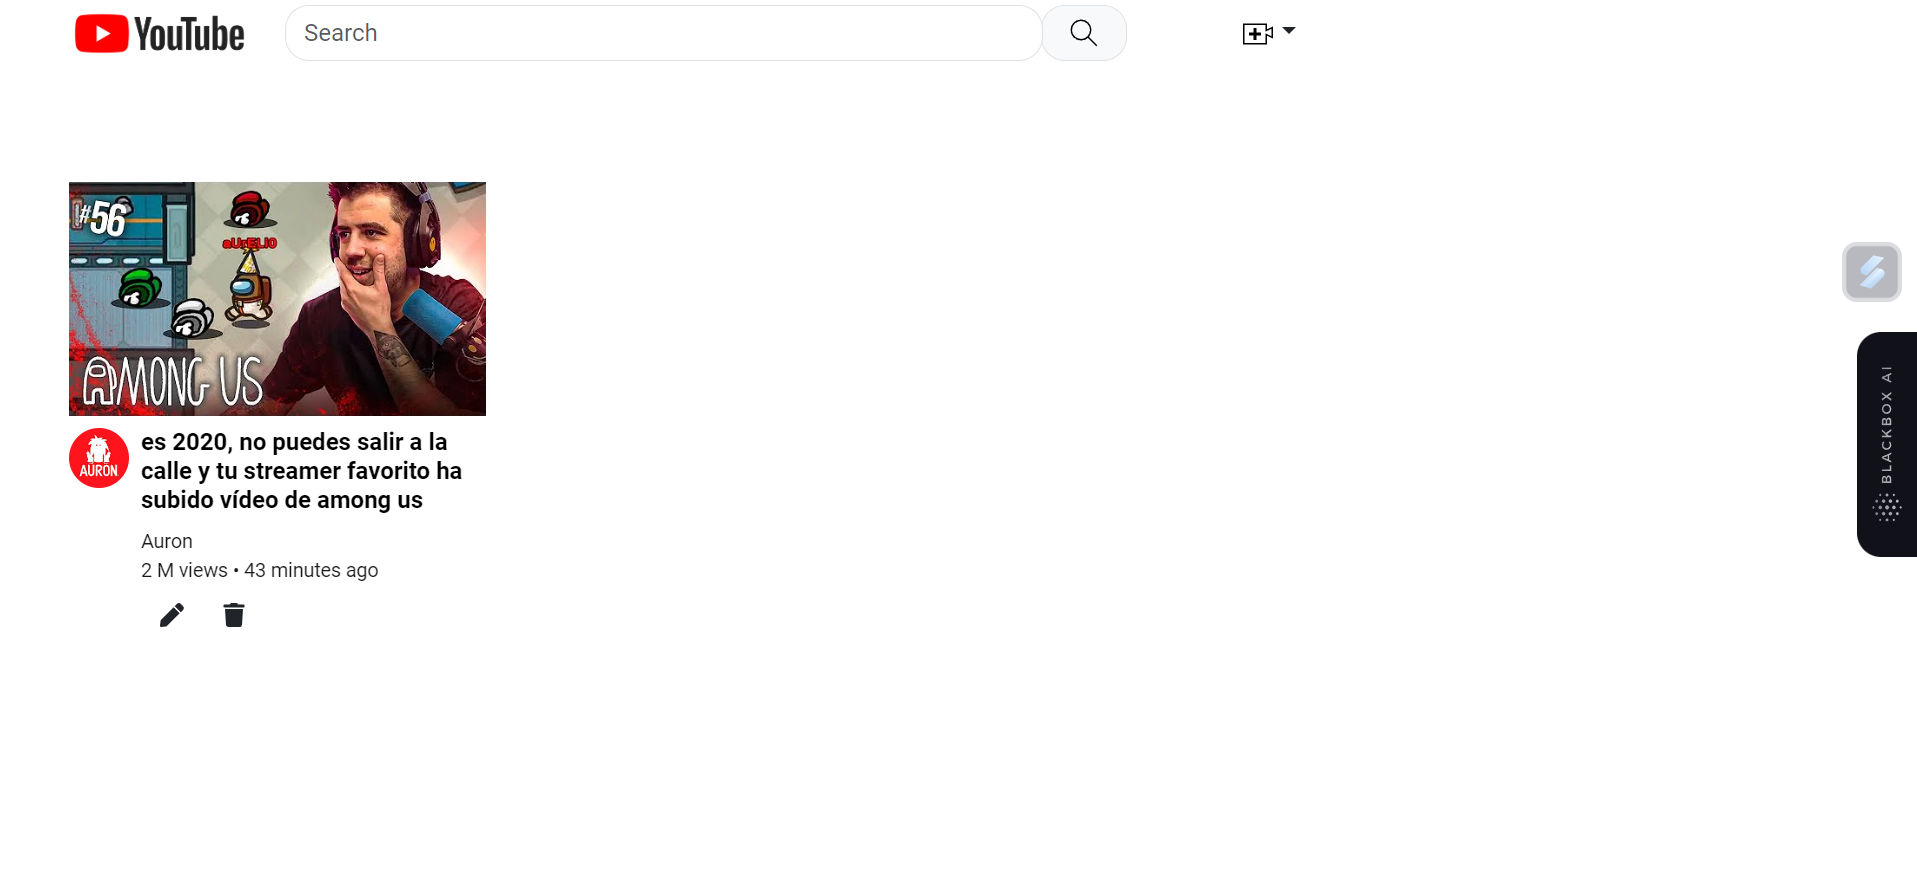 YouTube
Search
#56
aUrELI0
AMONG US
AURON
es 2020, no puedes salir a la
calle y tu streamer favorito ha
subido vídeo de among us
Auron
2 M views • 43 minutes ago
BLACKBOX AI